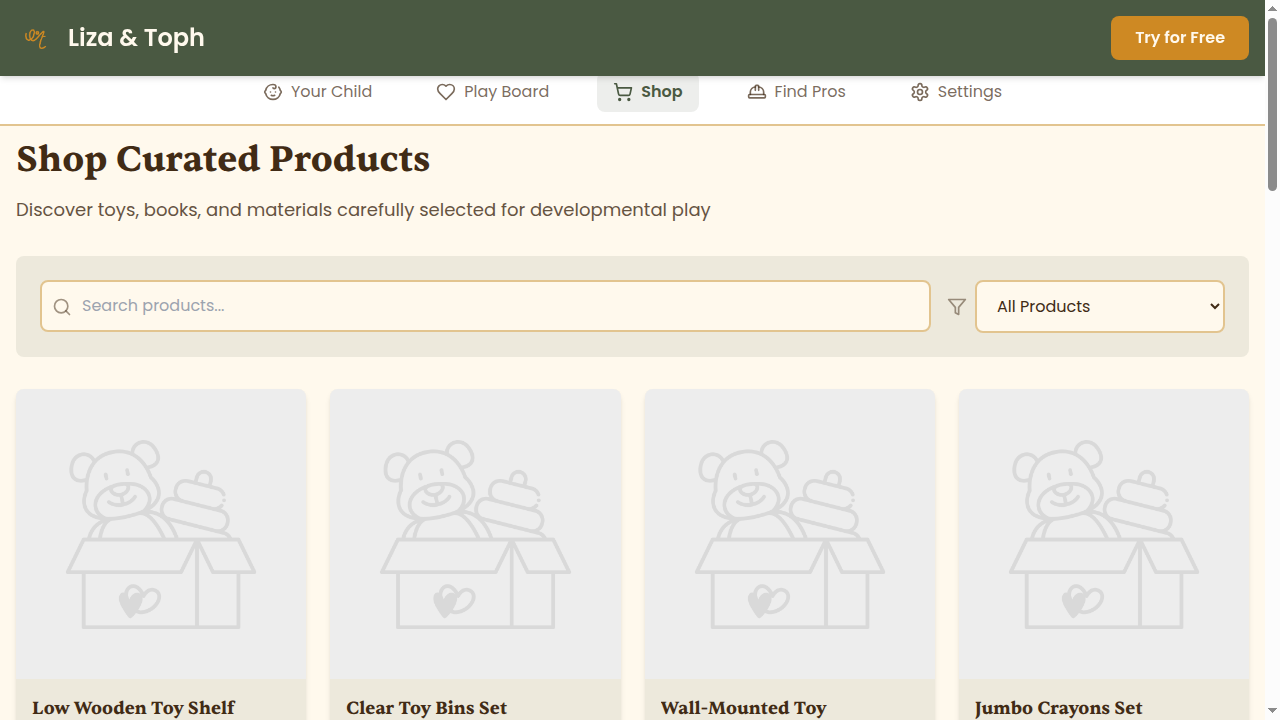 Liza & Toph
Try for Free
Your Child
Play Board
Shop
Find Pros
Settings
Shop Curated Products
Discover toys, books, and materials carefully selected for developmental play
Search products...
All Products
Low Wooden Toy Shelf
Clear Toy Bins Set
Wall-Mounted Toy
Jumbo Crayons Set